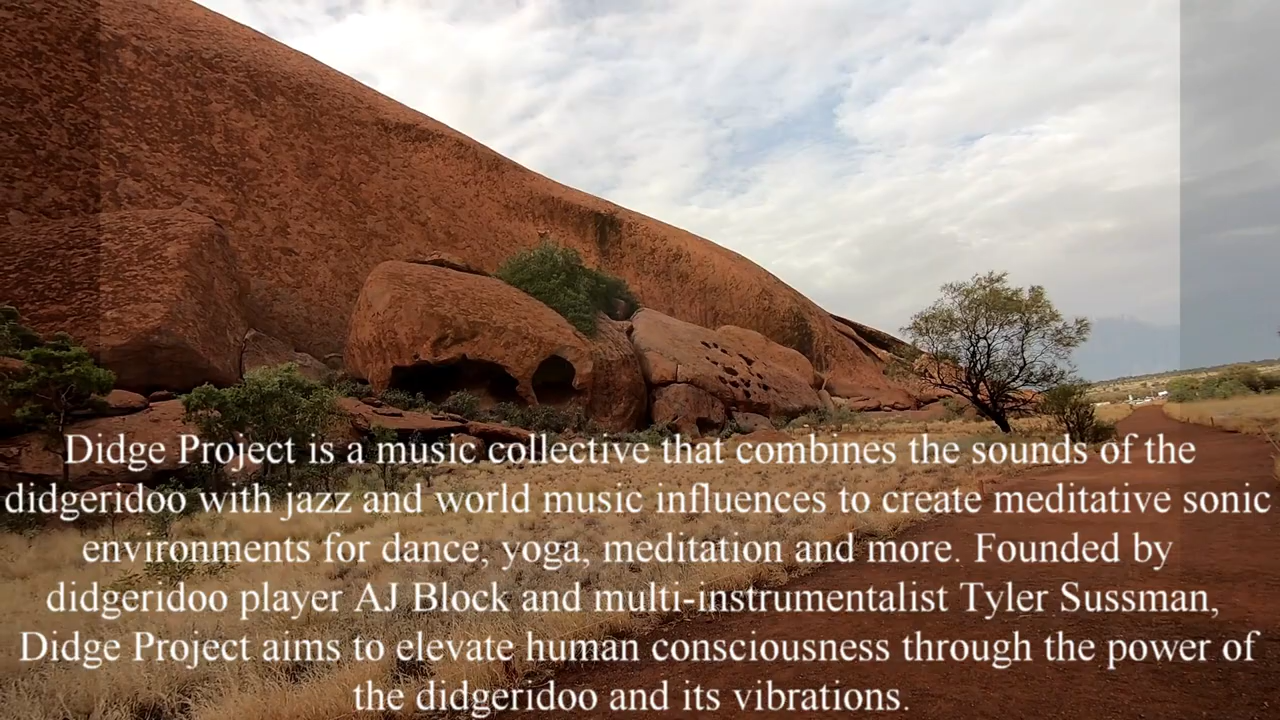 Didge Project is a music collective that combines the sounds of the
didgeridoo with jazz and world music influences to create meditative sonic
environments for dance, yoga, meditation and more. Founded by
didgeridoo player AJ Block and multi-instrumentalist Tyler Sussman,
Didge Project aims to elevate human consciousness through the power of
the didgeridoo and its vibrations.